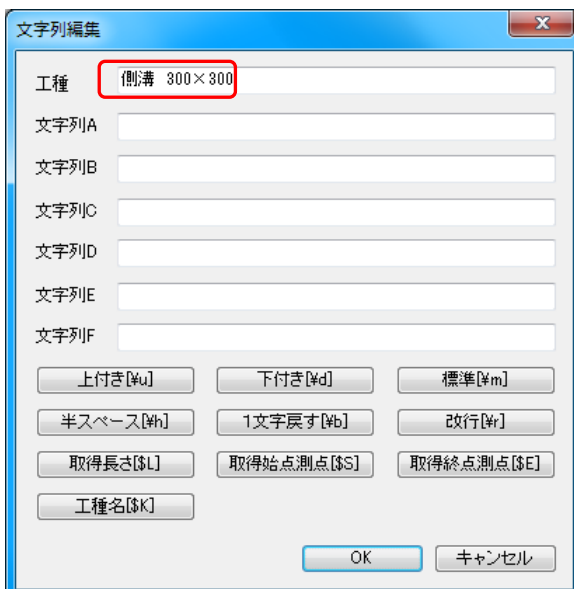 文字列編集
工種 側溝 300×300
文字列A
文字列B
文字列C
文字列D
文字列E
文字列F
上付き[¥u] 下付き[¥d] 標準[¥m]
半スペース[¥h] 1文字戻す[¥b] 改行[¥r]
取得長さ[$L] 取得始点測点[$S] 取得終点測点[$E]
工種名[$K]
OK キャンセル